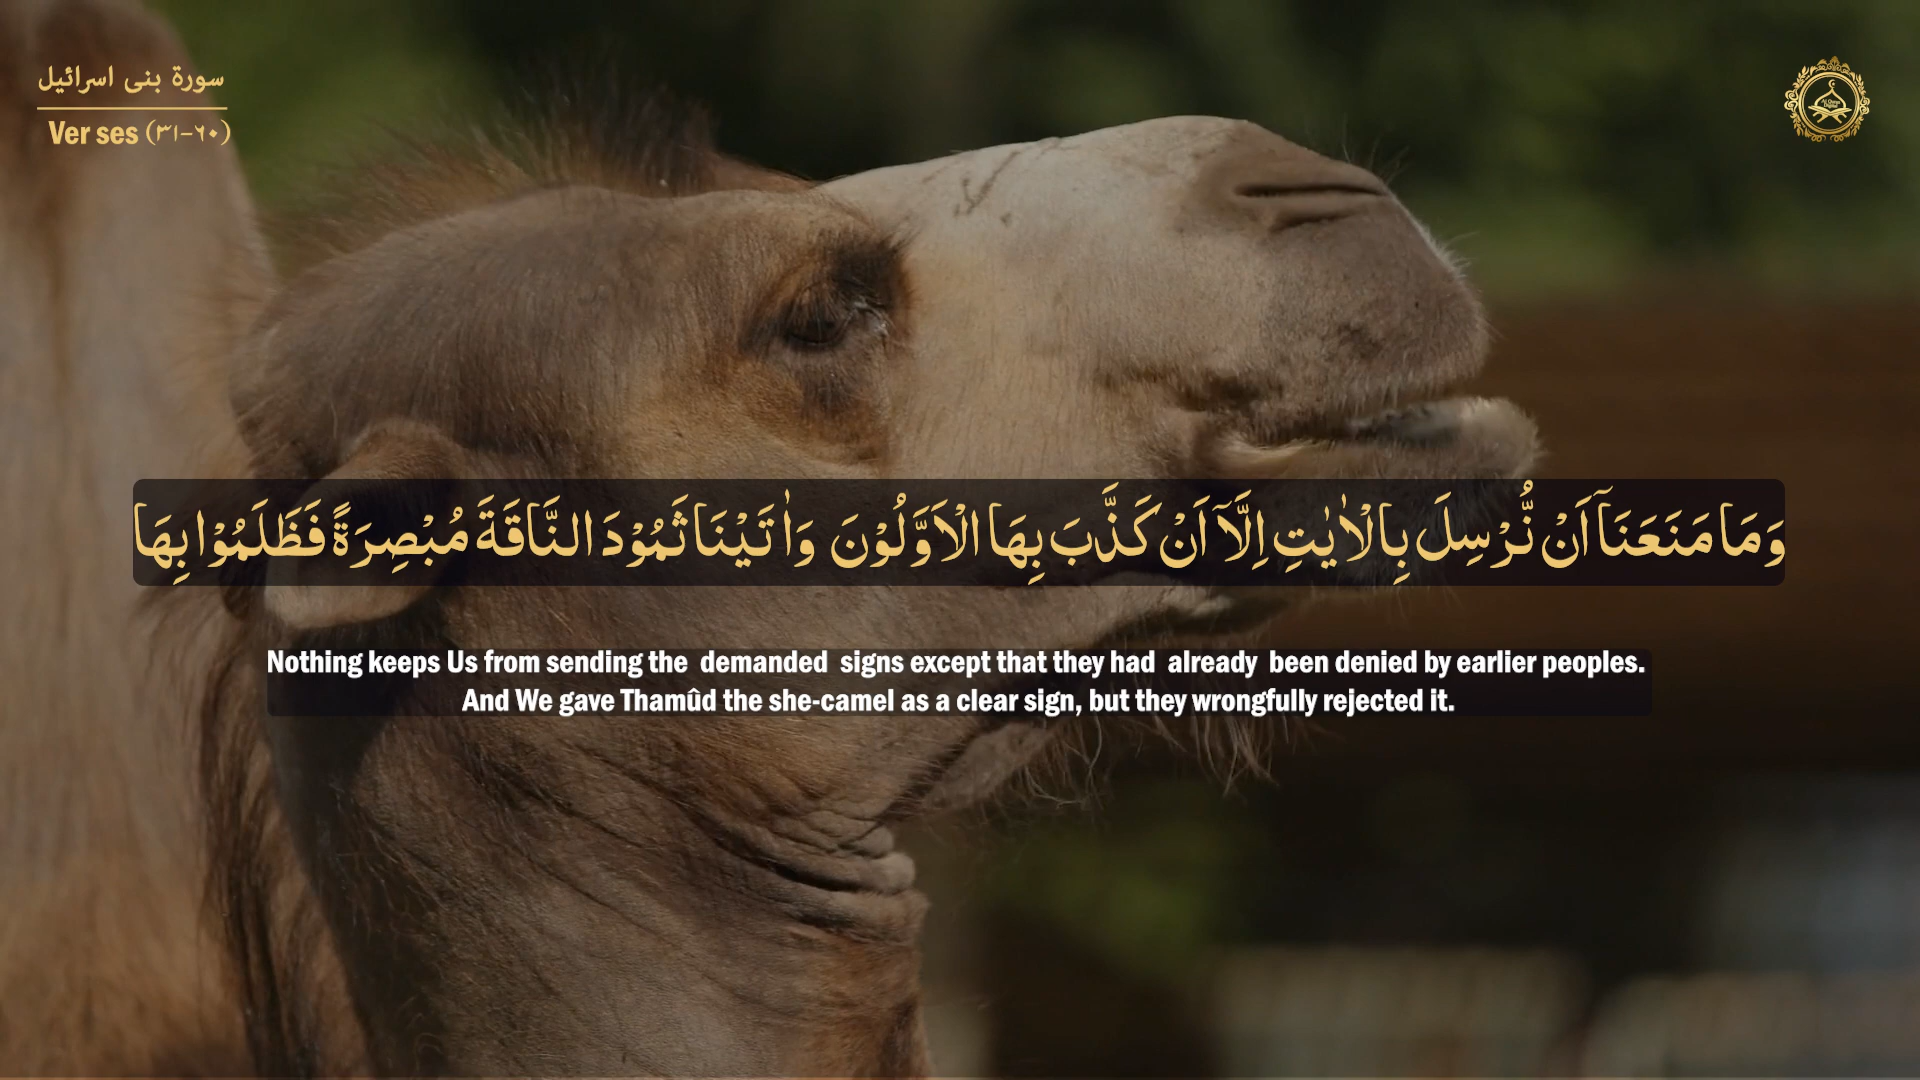 سورة بنى اسرائيل
Ver ses (٣١-٦٠)
وَمَا مَنَعَنَآ اَنْ نُّرْسِلَ بِالْاٰيٰتِ اِلَّآ اَنْ كَذَّبَ بِهَا الْاَوَّلُوْنَ وَاٰتَيْنَا ثَمُوْدَ النَّاقَةَ مُبْصِرَةً فَظَلَمُوْا بِهَا
Nothing keeps Us from sending the demanded signs except that they had already been denied by earlier peoples.
And We gave Thamûd the she-camel as a clear sign, but they wrongfully rejected it.